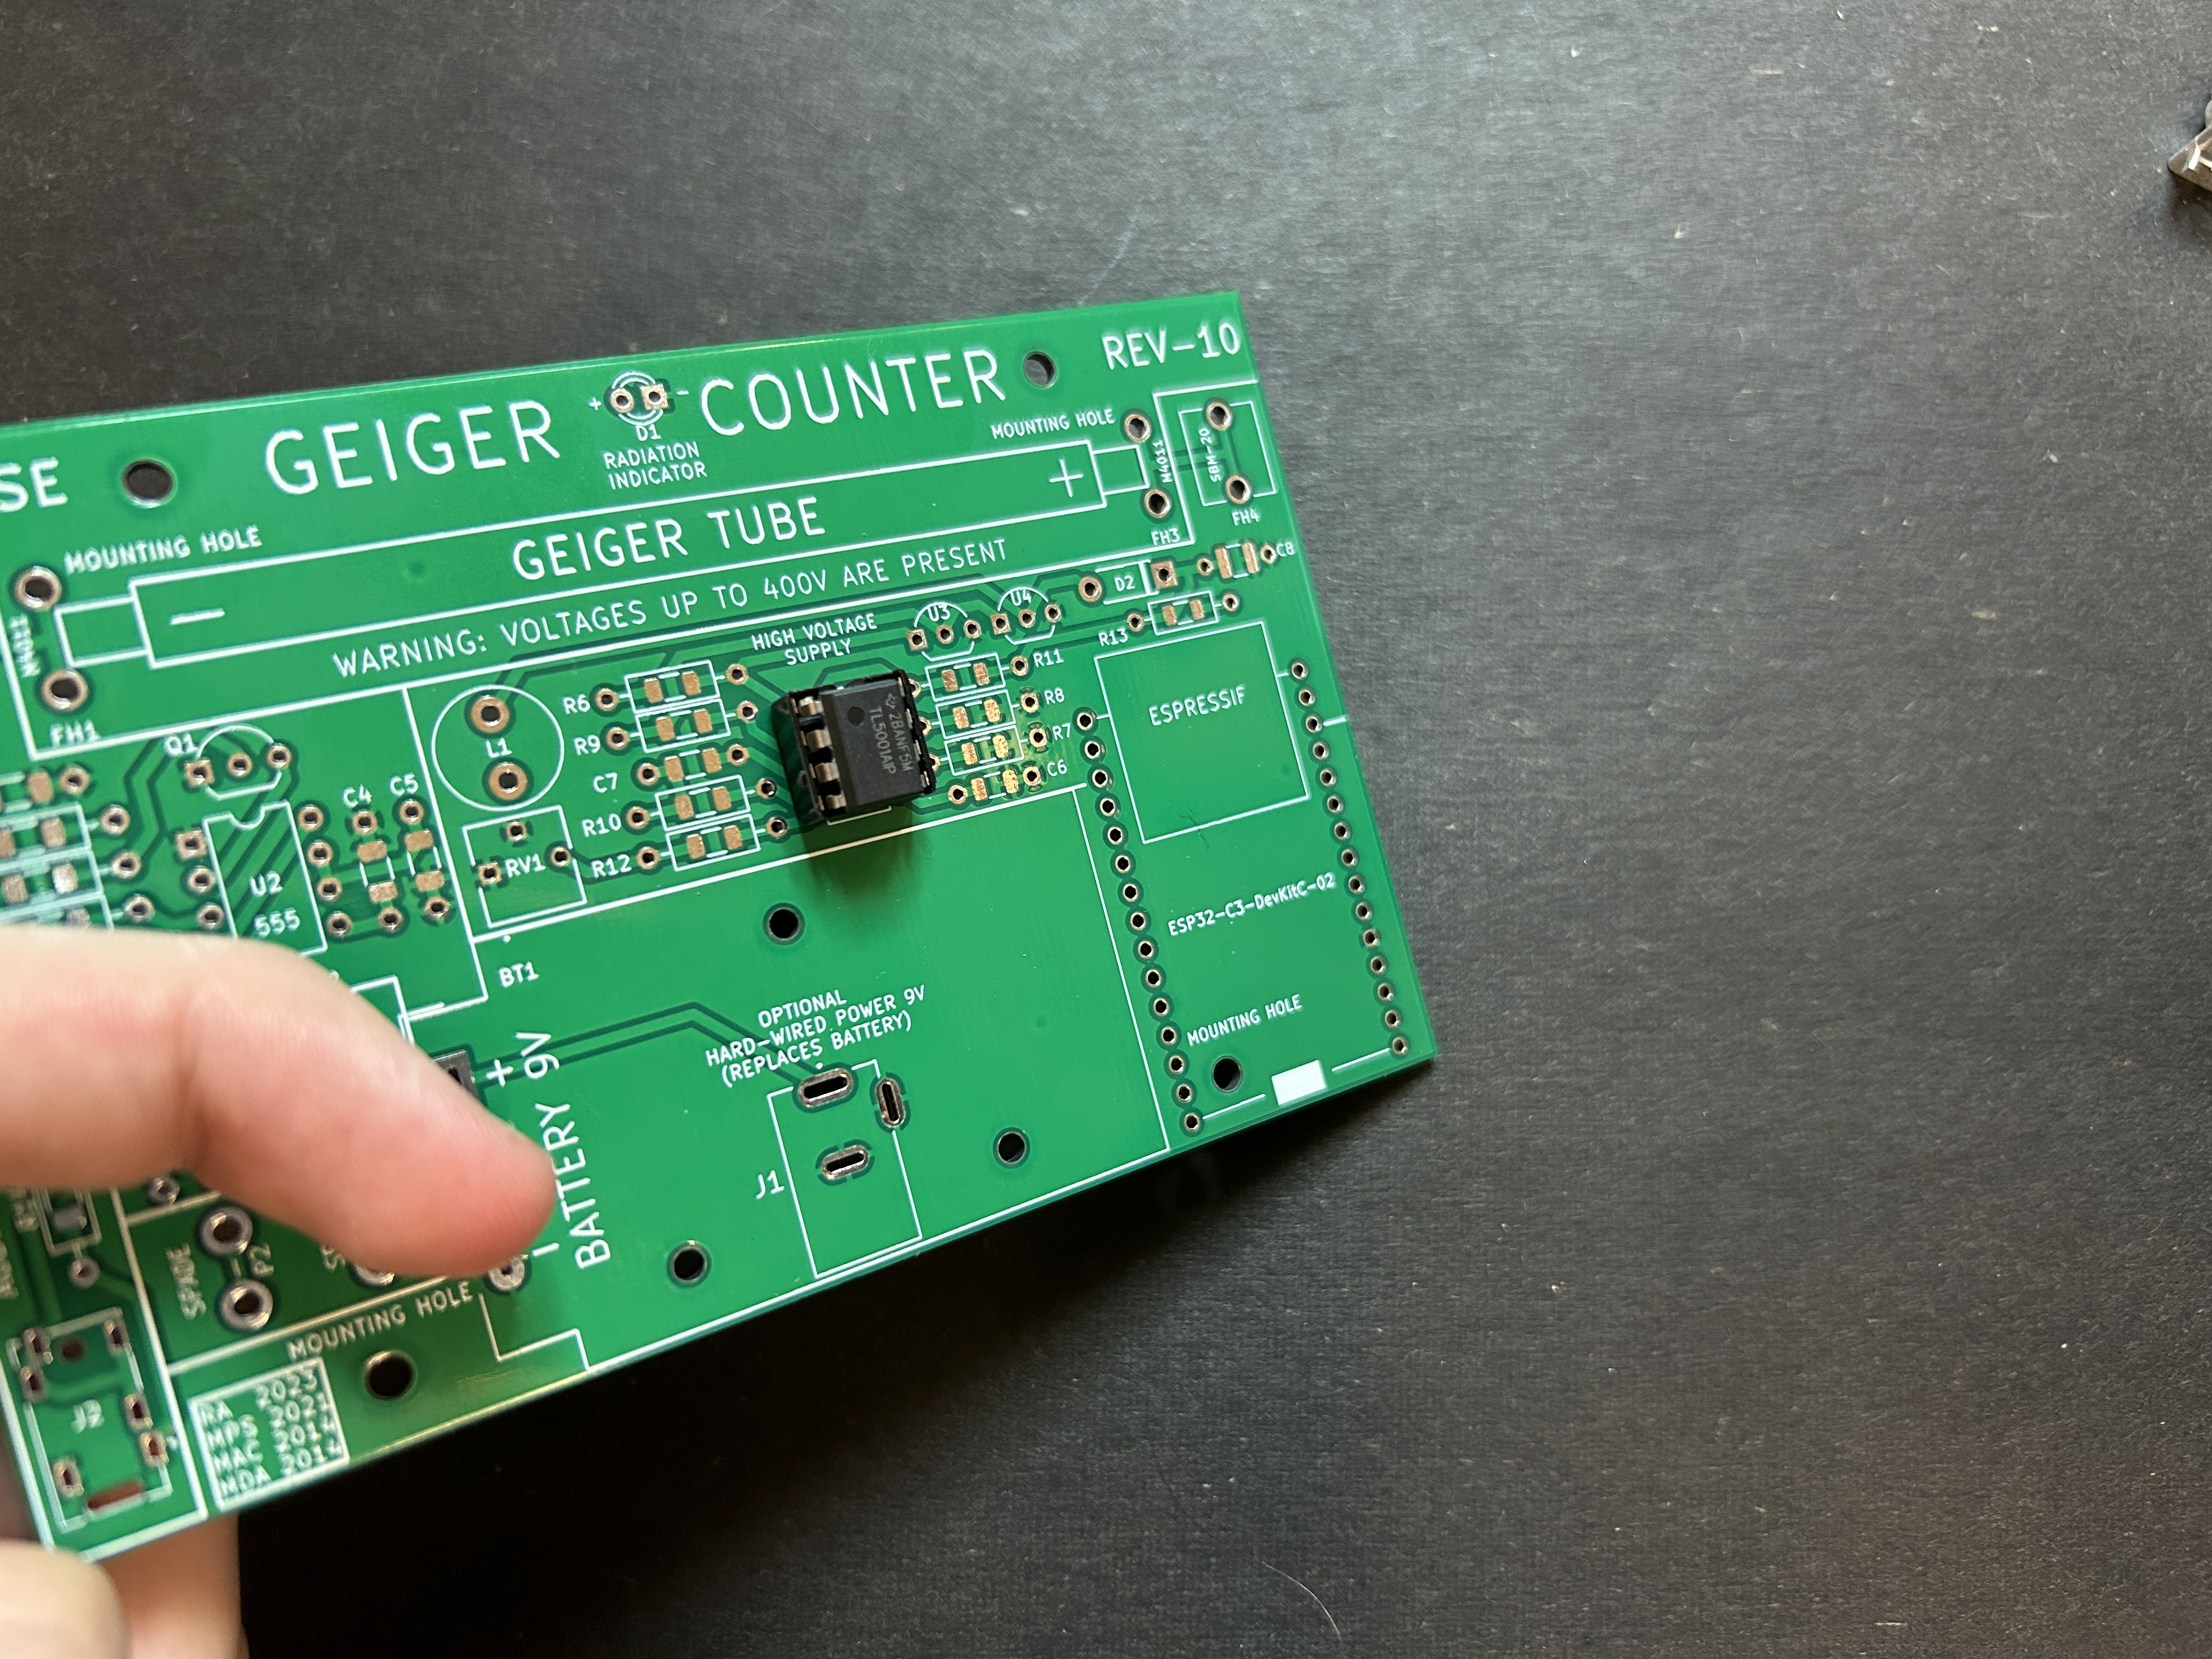 SE GEIGER COUNTER REV-10
MOUNTING HOLE
M4011
FH1
-
GEIGER TUBE
+
WARNING: VOLTAGES UP TO 400V ARE PRESENT
+
D1
-
RADIATION
INDICATOR
MOUNTING HOLE
M4011
FH3
SBM-20
FH4
J2
SPADE
-
P2
RA 2023
MPS 2021
MAC 2014
MDA 2014
MOUNTING HOLE
Q1
U2
555
C4
C5
L1
RV1
BT1
-
+
BATTERY 9V
R12
R10
C7
R9
R6
HIGH VOLTAGE
SUPPLY
J1
OPTIONAL
HARD-WIRED POWER 9V
(REPLACES BATTERY)
28ANF5M
TL5001AIP
U3
U4
C6
R7
R8
R11
R13
D2
C8
ESPRESSIF
ESP32-C3-DevKitC-02
MOUNTING HOLE